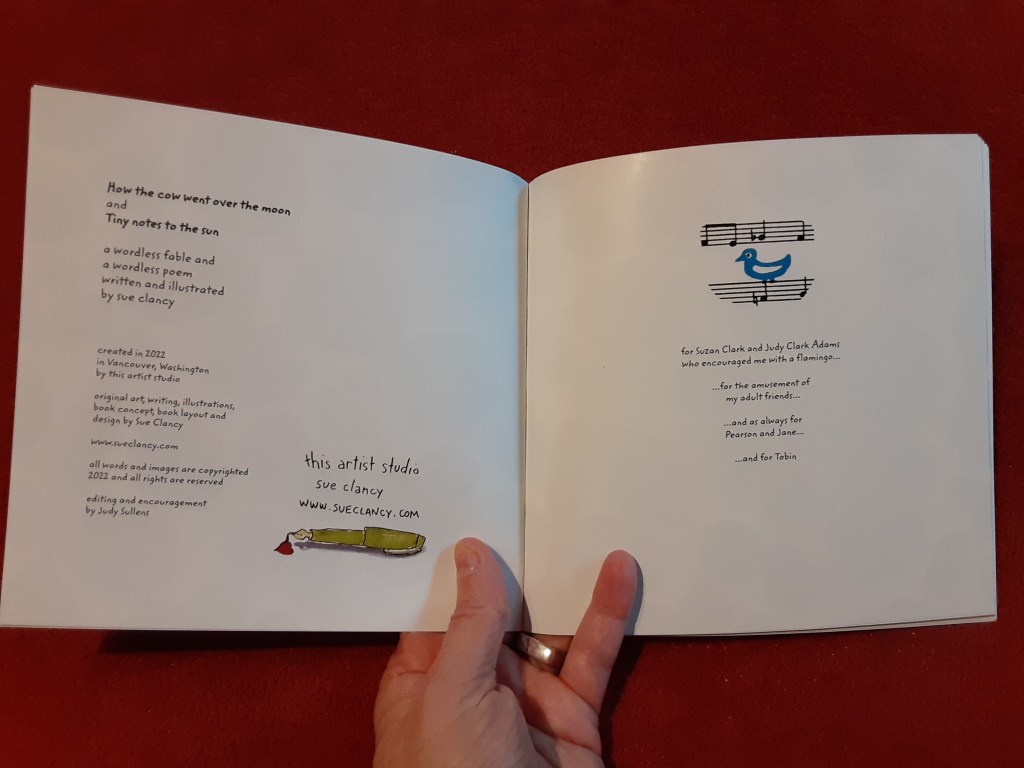 How the cow went over the moon
and
Tiny notes to the sun
a wordless fable and
a wordless poem
written and illustrated
by sue clancy
created in 2022
in Vancouver, Washington
by this artist studio
original art, writing, illustrations,
book concept, book layout and
design by Sue Clancy
www.sueclancy.com
all words and images are copyrighted
2022 and all rights are reserved
editing and encouragement
by Judy Sullens
this artist studio
sue clancy
www.SUECLANCY.COM
for Suzan Clark and Judy Clark Adams
who encouraged me with a flamingo...
...for the amusement of
my adult friends...
...and as always for
Pearson and Jane...
...and for Tobin